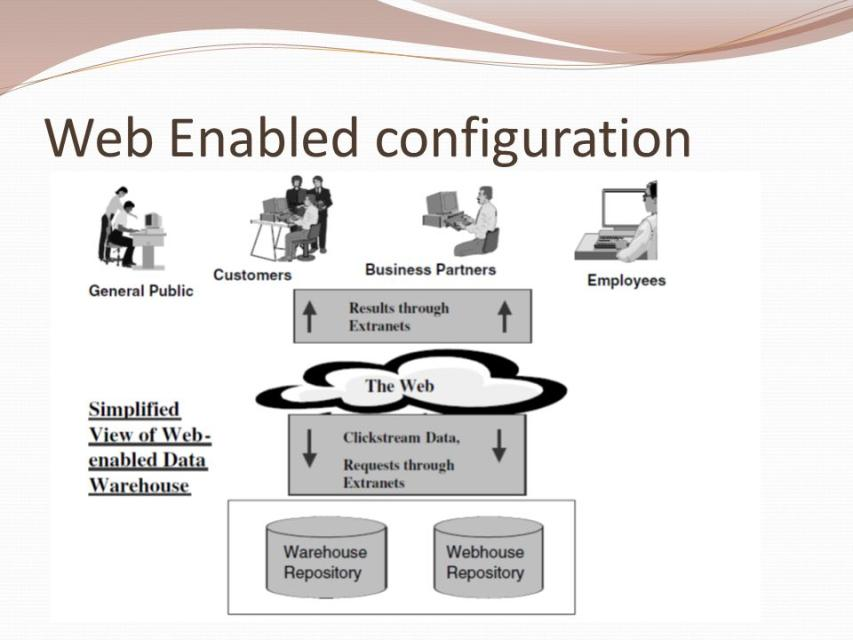 Web Enabled configuration
General Public
Customers
Business Partners
Employees
Results through
Extranets
The Web
Simplified
View of Web-
enabled Data
Warehouse
Clickstream Data,
Requests through
Extranets
Warehouse
Repository
Webhouse
Repository